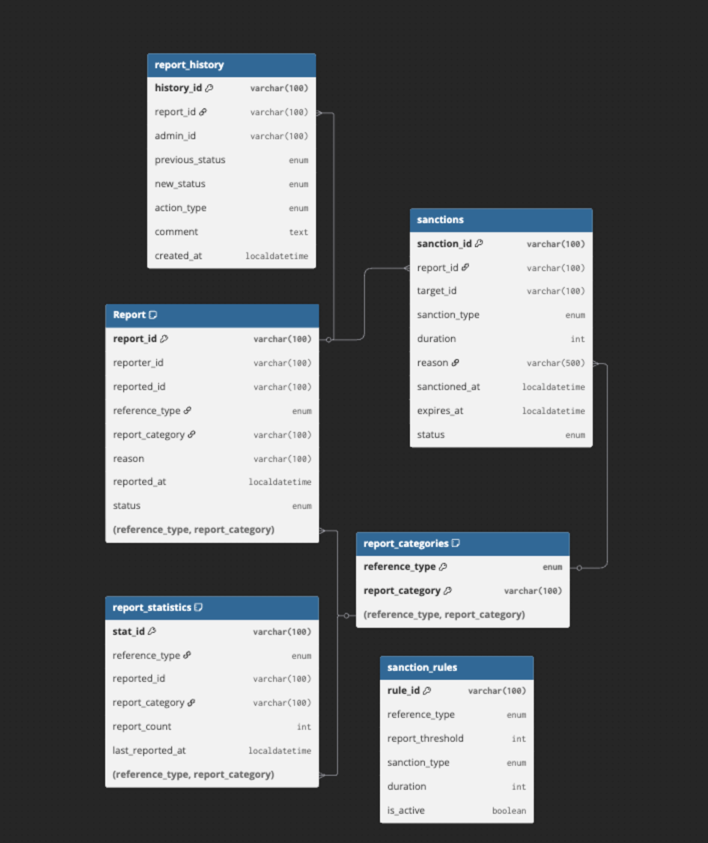 report_history
history_id varchar(100)
report_id varchar(100)
admin_id varchar(100)
previous_status enum
new_status enum
action_type enum
comment text
created_at localdatetime
sanctions
sanction_id varchar(100)
report_id varchar(100)
target_id varchar(100)
sanction_type enum
duration int
reason varchar(500)
sanctioned_at localdatetime
expires_at localdatetime
status enum
Report
report_id varchar(100)
reporter_id varchar(100)
reported_id varchar(100)
reference_type enum
report_category varchar(100)
reason varchar(100)
reported_at localdatetime
status enum
(reference_type, report_category)
report_categories
reference_type enum
report_category varchar(100)
(reference_type, report_category)
report_statistics
stat_id varchar(100)
reference_type enum
reported_id varchar(100)
report_category varchar(100)
report_count int
last_reported_at localdatetime
(reference_type, report_category)
sanction_rules
rule_id varchar(100)
reference_type enum
report_threshold int
sanction_type enum
duration int
is_active boolean